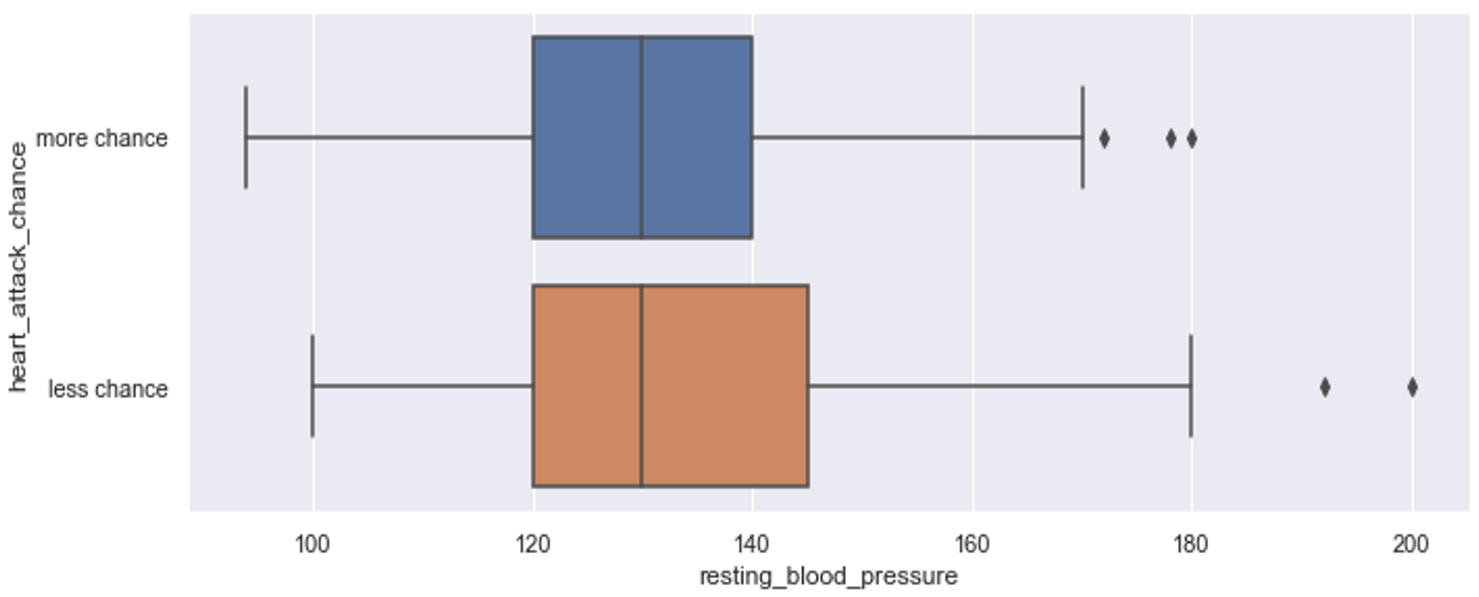 heart_attack_chance
more chance
less chance
100 120 140 160 180 200
resting_blood_pressure